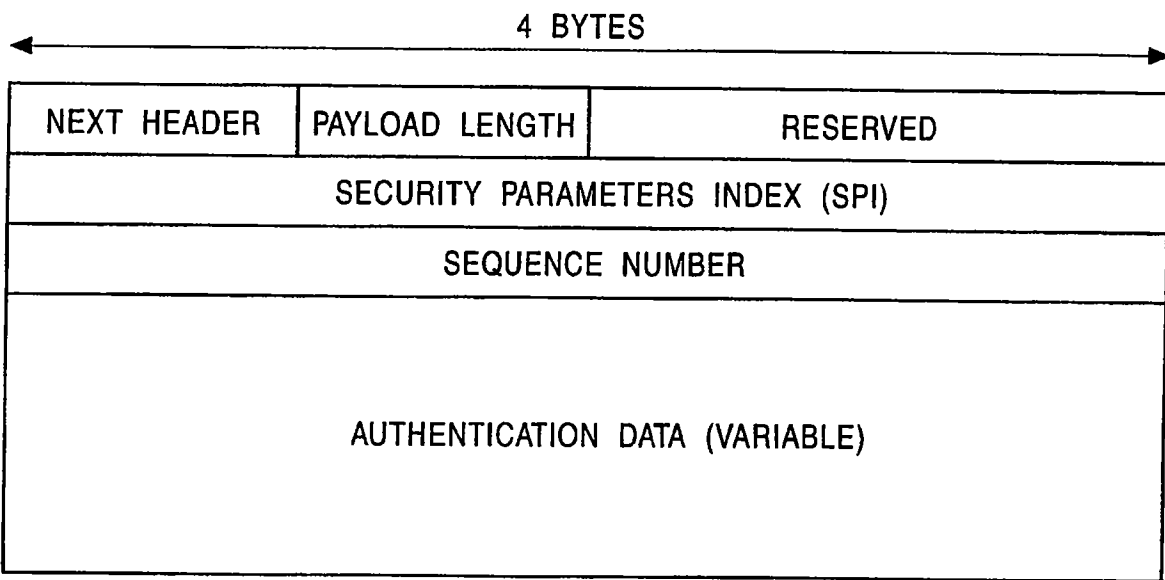 4 BYTES
NEXT HEADER PAYLOAD LENGTH RESERVED
SECURITY PARAMETERS INDEX (SPI)
SEQUENCE NUMBER
AUTHENTICATION DATA (VARIABLE)